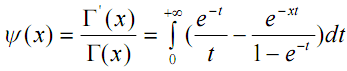 ψ(x) = Γ'(x) / Γ(x) = ∫₀^{+∞} (e^{-t} / t − e^{-xt} / (1 − e^{-t})) dt